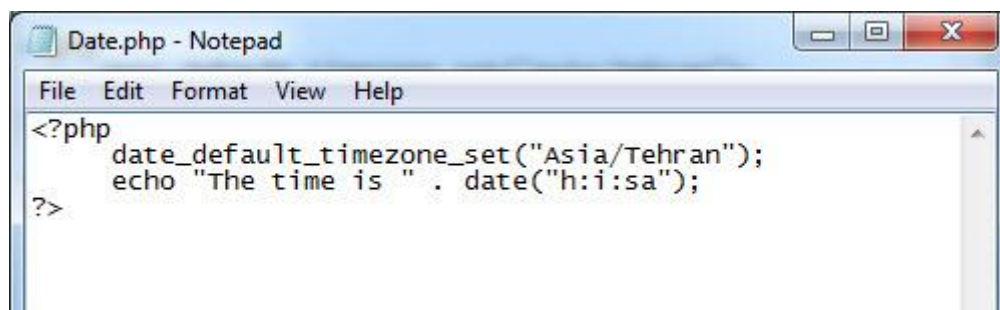 Date.php - Notepad
File Edit Format View Help
<?php
date_default_timezone_set("Asia/Tehran");
echo "The time is " . date("h:i:sa");
?>